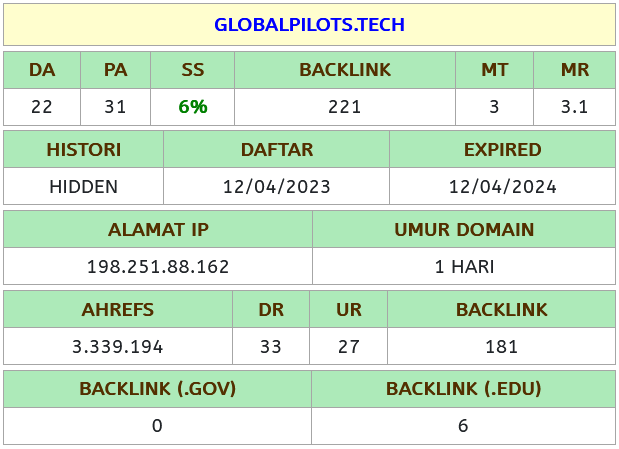 GLOBALPILOTS.TECH
DA PA SS BACKLINK MT MR
22 31 6% 221 3 3.1
HISTORI DAFTAR EXPIRED
HIDDEN 12/04/2023 12/04/2024
ALAMAT IP UMUR DOMAIN
198.251.88.162 1 HARI
AHREFS DR UR BACKLINK
3.339.194 33 27 181
BACKLINK (.GOV) BACKLINK (.EDU)
0 6